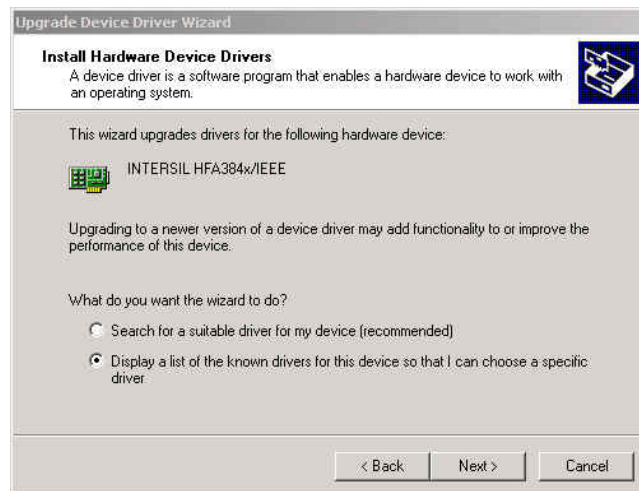 Upgrade Device Driver Wizard
Install Hardware Device Drivers
A device driver is a software program that enables a hardware device to work with
an operating system.
This wizard upgrades drivers for the following hardware device:
INTERSIL HFA384x/IEEE
Upgrading to a newer version of a device driver may add functionality to or improve the
performance of this device.
What do you want the wizard to do?
Search for a suitable driver for my device (recommended)
Display a list of the known drivers for this device so that I can choose a specific
driver
< Back Next > Cancel